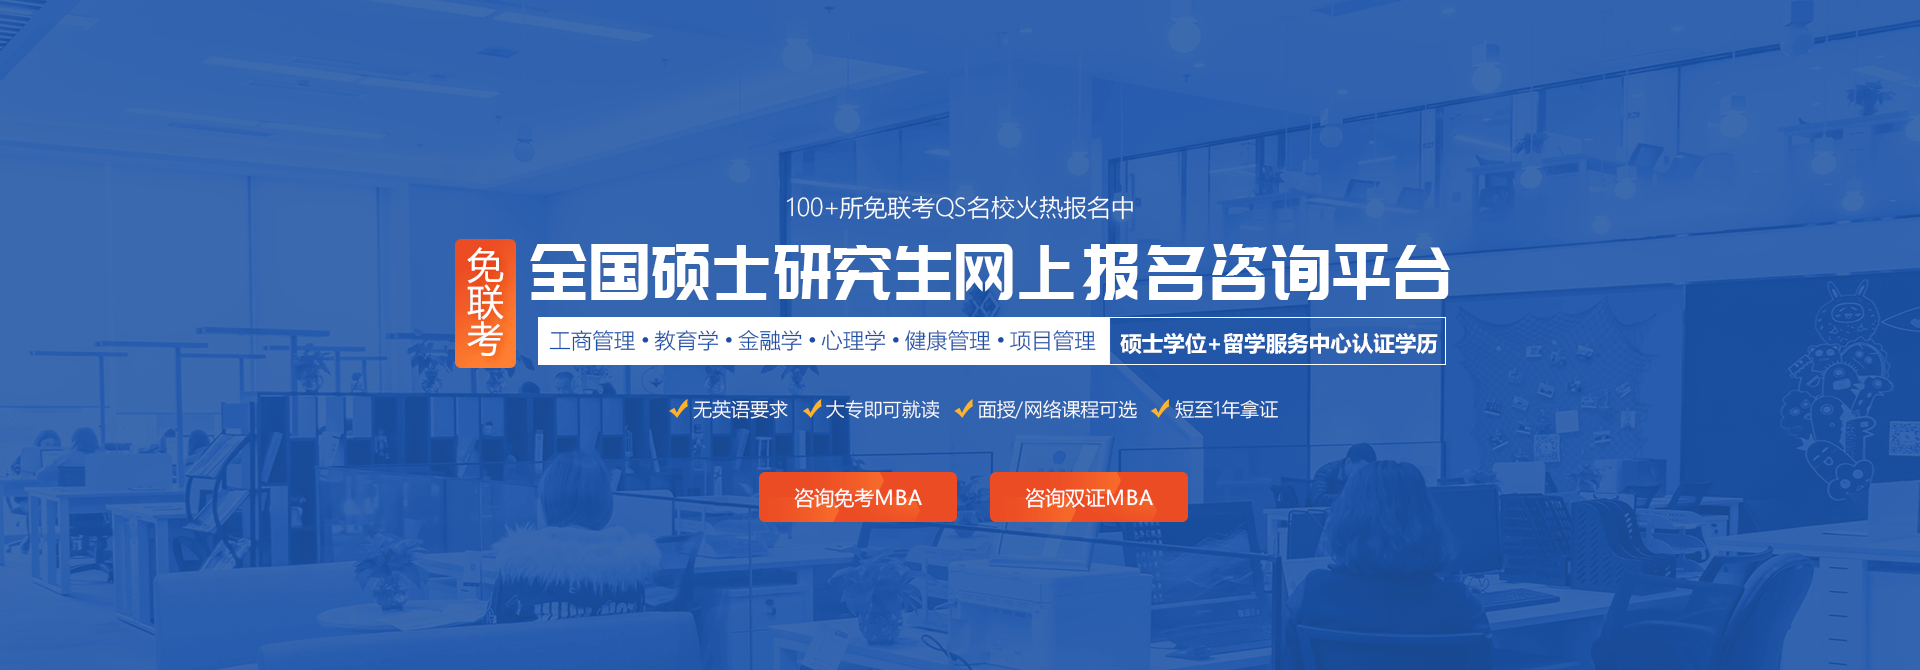 100+所免联考QS名校火热报名中
免联考
全国硕士研究生网上报名咨询平台
工商管理•教育学•金融学•心理学•健康管理•项目管理 硕士学位+留学服务中心认证学历
无英语要求 大专即可就读 面授/网络课程可选 短至1年拿证
咨询免考MBA 咨询双证MBA